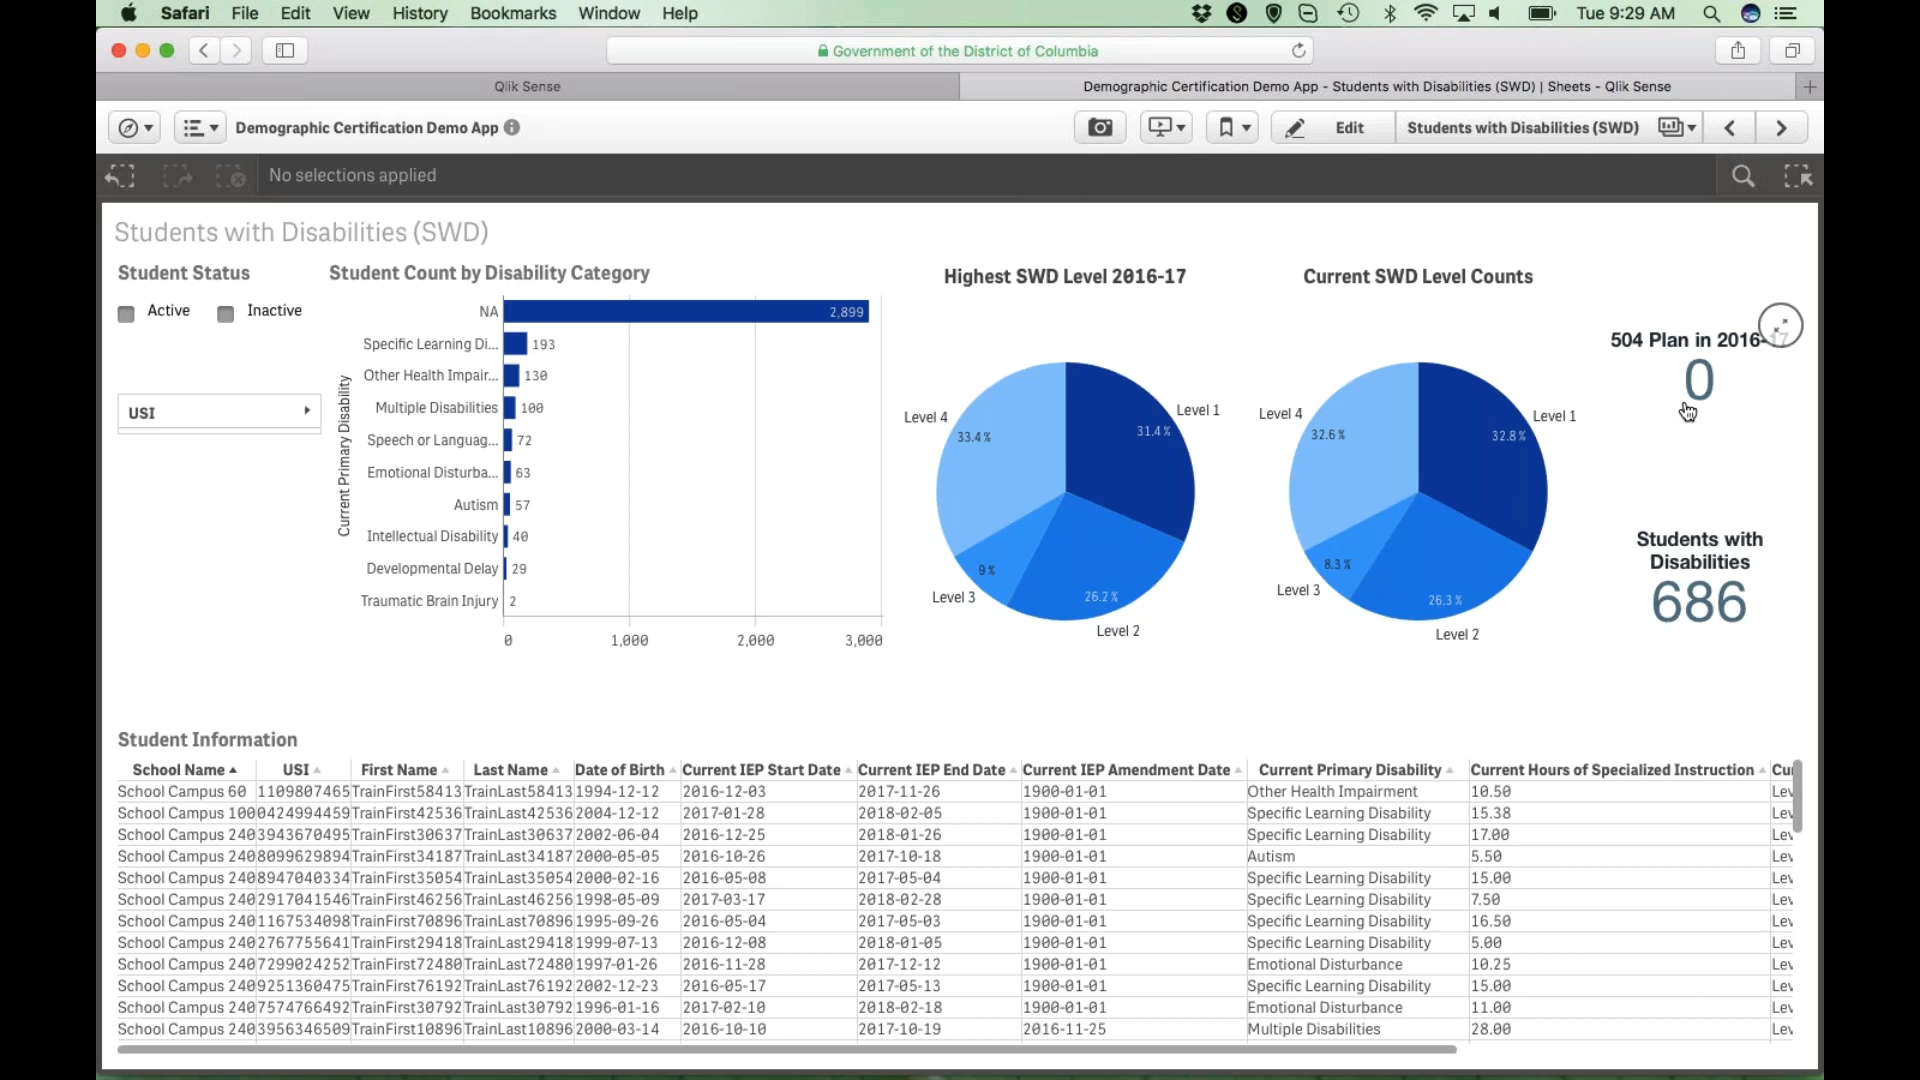 Safari File Edit View History Bookmarks Window Help Tue 9:29 AM
Government of the District of Columbia
Qlik Sense
Demographic Certification Demo App - Students with Disabilities (SWD) | Sheets - Qlik Sense
Demographic Certification Demo App Edit Students with Disabilities (SWD)
No selections applied
Students with Disabilities (SWD)
Student Status
Active Inactive
USI
Student Count by Disability Category
Current Primary Disability
NA 2,899
Specific Learning Di... 193
Other Health Impair... 130
Multiple Disabilities 100
Speech or Languag... 72
Emotional Disturba... 63
Autism 57
Intellectual Disability 40
Developmental Delay 29
Traumatic Brain Injury 2
0 1,000 2,000 3,000
Highest SWD Level 2016-17
Level 1 31.4%
Level 2 26.2%
Level 3 9%
Level 4 33.4%
Current SWD Level Counts
Level 1 32.8%
Level 2 26.3%
Level 3 8.3%
Level 4 32.6%
504 Plan in 2016-17
0
Students with
Disabilities
686
Student Information
School Name USI First Name Last Name Date of Birth Current IEP Start Date Current IEP End Date Current IEP Amendment Date Current Primary Disability Current Hours of Specialized Instruction Cu
School Campus 60 1109807465 TrainFirst58413 TrainLast58413 1994-12-12 2016-12-03 2017-11-26 1900-01-01 Other Health Impairment 10.50 Lev
School Campus 100 0424994459 TrainFirst42536 TrainLast42536 2004-12-12 2017-01-28 2018-02-05 1900-01-01 Specific Learning Disability 15.38 Lev
School Campus 240 3943670495 TrainFirst30637 TrainLast30637 2002-06-04 2016-12-25 2018-01-26 1900-01-01 Specific Learning Disability 17.00 Lev
School Campus 240 8099629894 TrainFirst34187 TrainLast34187 2000-05-05 2016-10-26 2017-10-18 1900-01-01 Autism 5.50 Lev
School Campus 240 8947040334 TrainFirst35054 TrainLast35054 2000-02-16 2016-05-08 2017-05-04 1900-01-01 Specific Learning Disability 15.00 Lev
School Campus 240 2917041546 TrainFirst46256 TrainLast46256 1998-05-09 2017-03-17 2018-02-28 1900-01-01 Specific Learning Disability 7.50 Lev
School Campus 240 1167534098 TrainFirst70896 TrainLast70896 1995-09-26 2016-05-04 2017-05-03 1900-01-01 Specific Learning Disability 16.50 Lev
School Campus 240 2767755641 TrainFirst29418 TrainLast29418 1999-07-13 2016-12-08 2018-01-05 1900-01-01 Specific Learning Disability 5.00 Lev
School Campus 240 7299024252 TrainFirst72480 TrainLast72480 1997-01-26 2016-11-28 2017-12-12 1900-01-01 Emotional Disturbance 10.25 Lev
School Campus 240 9251360475 TrainFirst76192 TrainLast76192 2002-12-23 2016-05-17 2017-05-13 1900-01-01 Specific Learning Disability 15.00 Lev
School Campus 240 7574766492 TrainFirst30792 TrainLast30792 1996-01-16 2017-02-10 2018-02-18 1900-01-01 Emotional Disturbance 11.00 Lev
School Campus 240 3956346509 TrainFirst10896 TrainLast10896 2000-03-14 2016-10-10 2017-10-19 2016-11-25 Multiple Disabilities 28.00 Lev